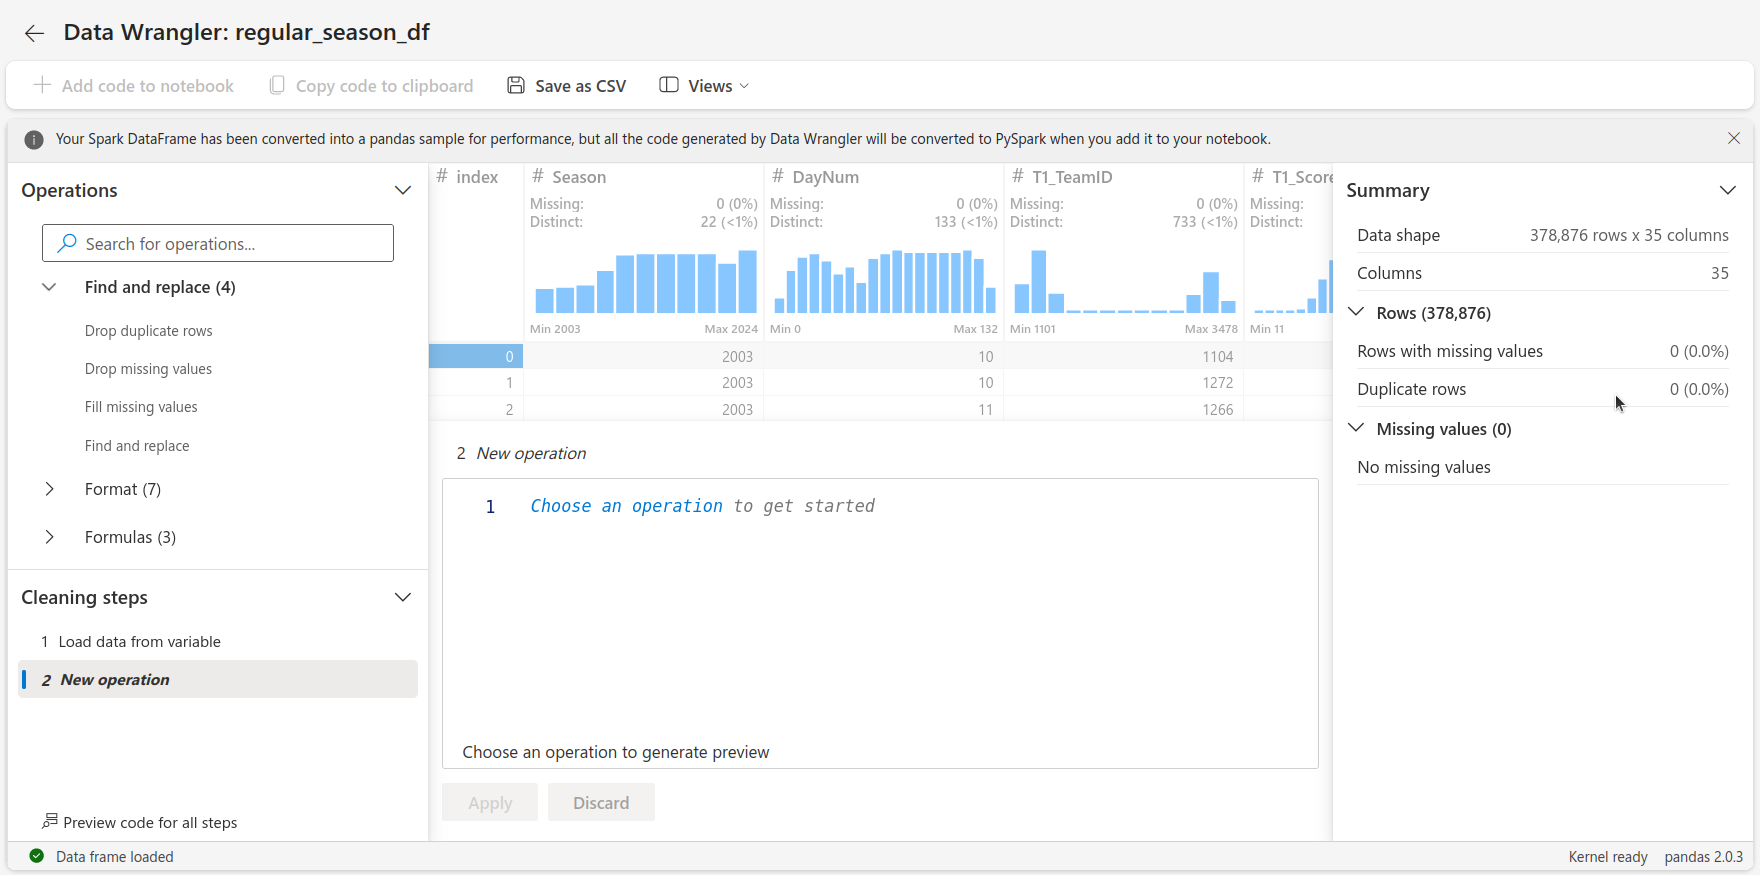 Data Wrangler: regular_season_df
Add code to notebook
Copy code to clipboard
Save as CSV
Views
Your Spark DataFrame has been converted into a pandas sample for performance, but all the code generated by Data Wrangler will be converted to PySpark when you add it to your notebook.
Operations
Search for operations...
Find and replace (4)
Drop duplicate rows
Drop missing values
Fill missing values
Find and replace
Format (7)
Formulas (3)
Cleaning steps
1 Load data from variable
2 New operation
Preview code for all steps
# index # Season # DayNum # T1_TeamID # T1_Score
Missing: 0 (0%) Missing: 0 (0%) Missing: 0 (0%) Missing:
Distinct: 22 (<1%) Distinct: 133 (<1%) Distinct: 733 (<1%) Distinct:
Min 2003 Max 2024 Min 0 Max 132 Min 1101 Max 3478 Min 11
0 2003 10 1104
1 2003 10 1272
2 2003 11 1266
2 New operation
1 Choose an operation to get started
Choose an operation to generate preview
Apply
Discard
Summary
Data shape 378,876 rows x 35 columns
Columns 35
Rows (378,876)
Rows with missing values 0 (0.0%)
Duplicate rows 0 (0.0%)
Missing values (0)
No missing values
Data frame loaded
Kernel ready pandas 2.0.3